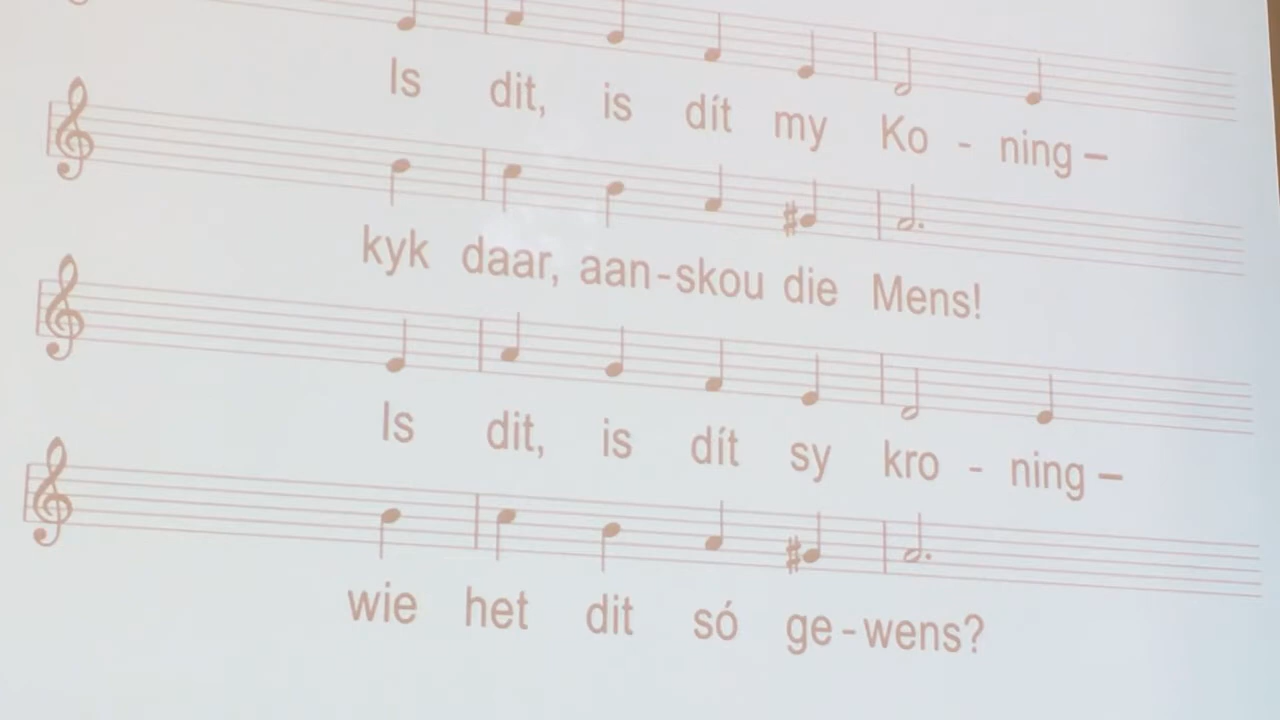 Is dit, is dít my Ko - ning –
kyk daar, aan-skou die Mens!
Is dit, is dít sy kro - ning –
wie het dit só ge-wens?